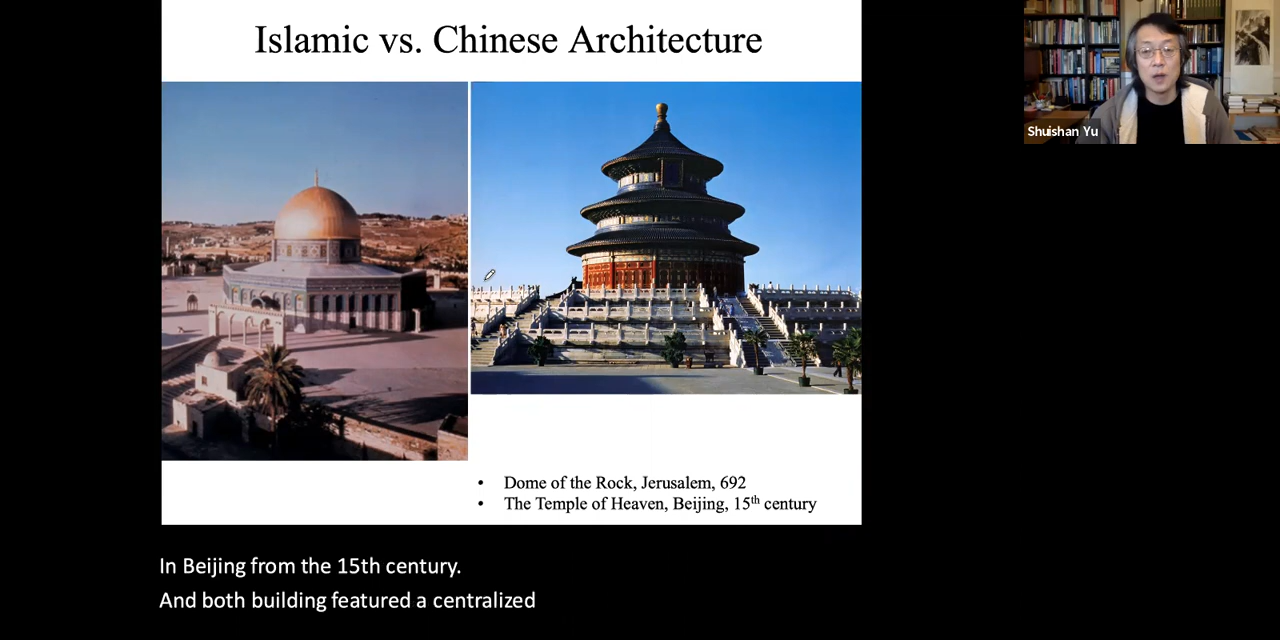 Islamic vs. Chinese Architecture
Shuishan Yu
• Dome of the Rock, Jerusalem, 692
• The Temple of Heaven, Beijing, 15th century
In Beijing from the 15th century.
And both building featured a centralized